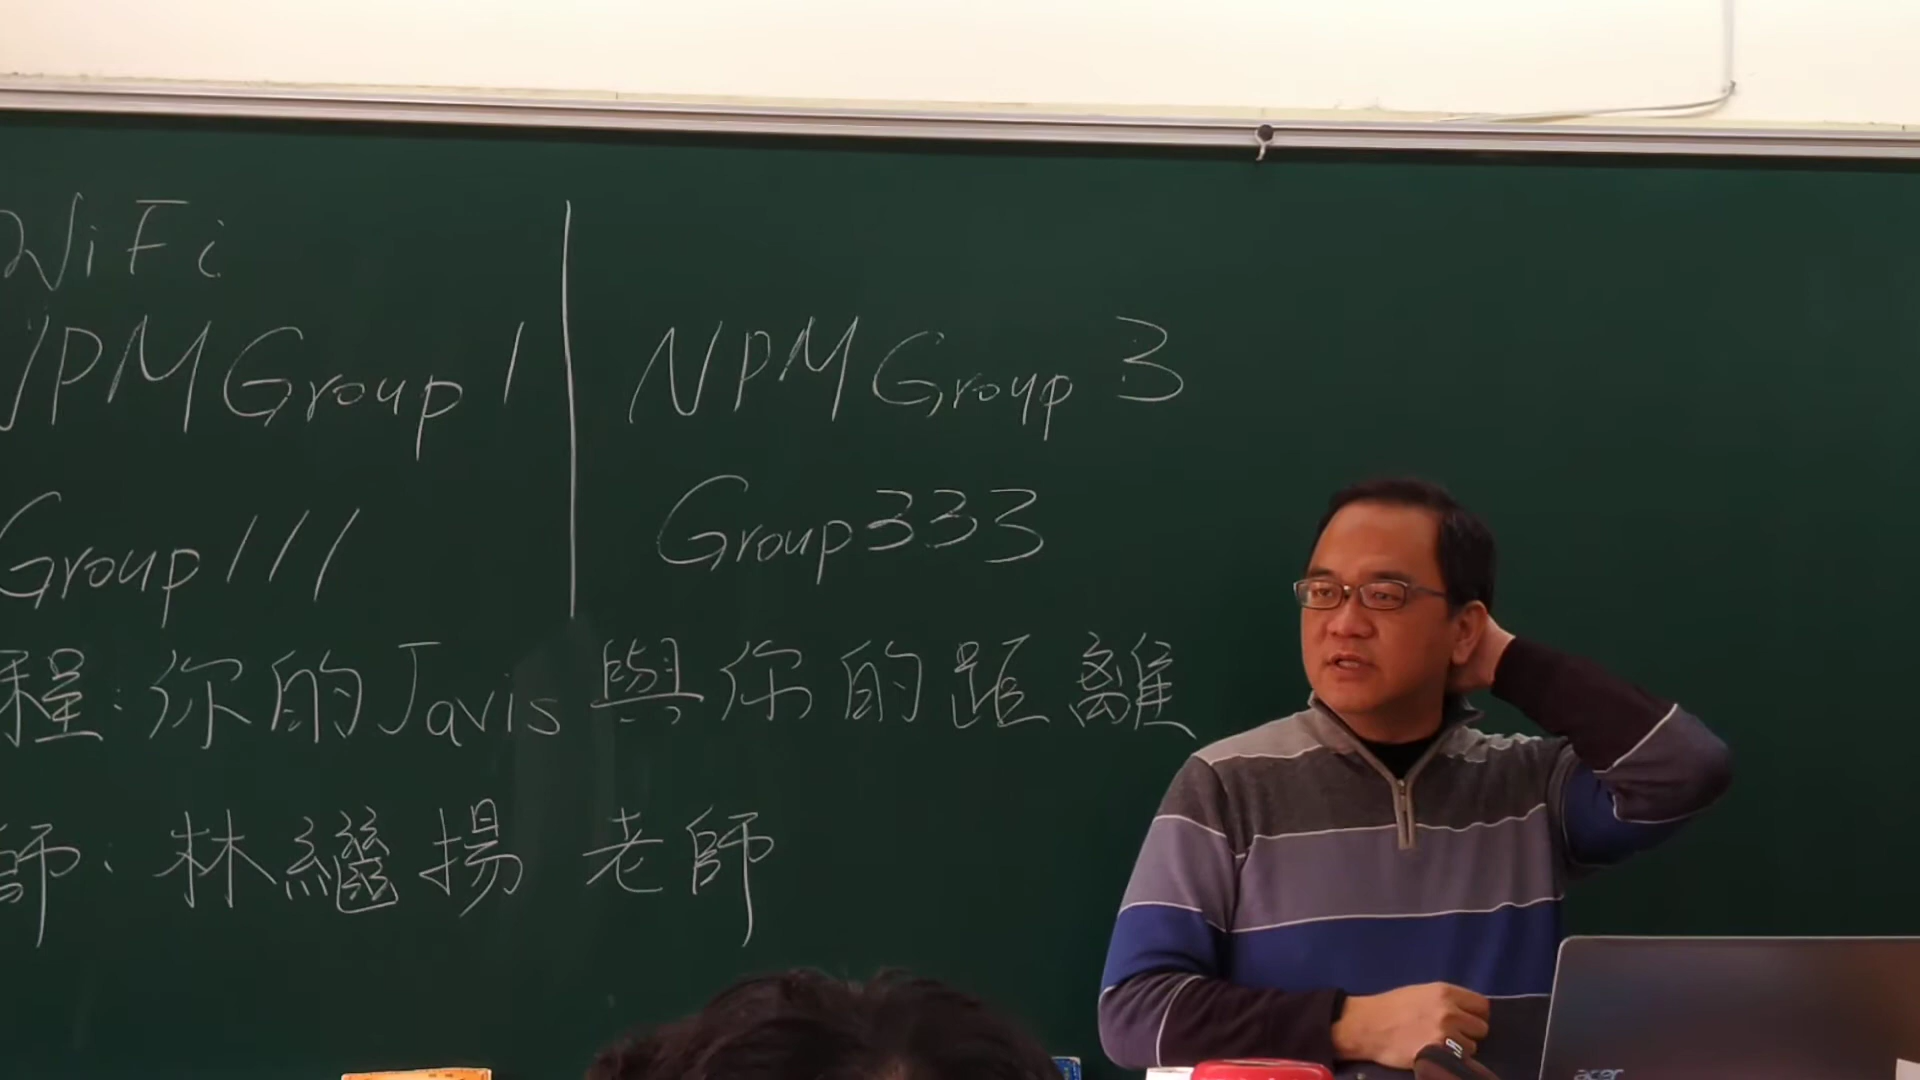 WiFi
NPMGroup1
NPMGroup3
Group111
Group333
程:你的Javis與你的距離
師:林繼揚 老師
acer